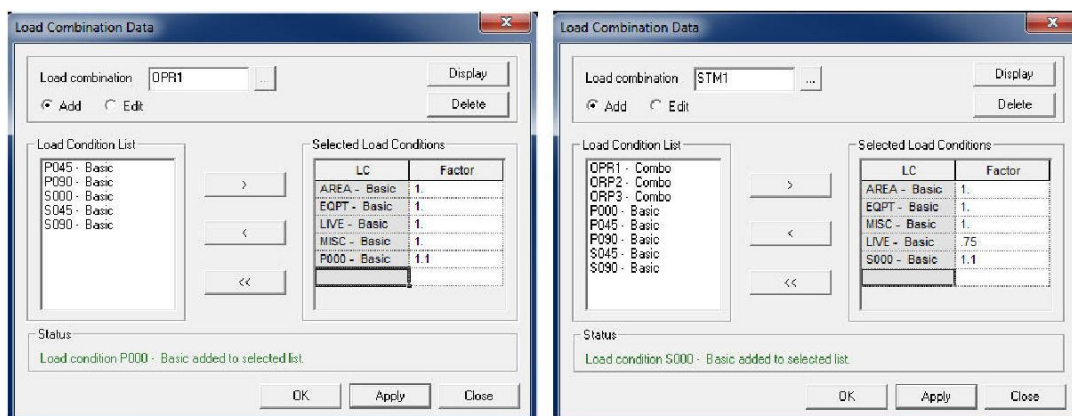 Load Combination Data
Load combination OPR1 ... Display
Add Edit Delete
Load Condition List
P045 - Basic
P090 - Basic
S000 - Basic
S045 - Basic
S090 - Basic
>
<
<<
Selected Load Conditions
LC Factor
AREA - Basic 1.
EQPT - Basic 1.
LIVE - Basic 1.
MISC - Basic 1.
P000 - Basic 1.1
Status
Load condition P000 - Basic added to selected list.
OK Apply Close
Load Combination Data
Load combination STM1 ... Display
Add Edit Delete
Load Condition List
OPR1 - Combo
ORP2 - Combo
ORP3 - Combo
P000 - Basic
P045 - Basic
P090 - Basic
S045 - Basic
S090 - Basic
>
<
<<
Selected Load Conditions
LC Factor
AREA - Basic 1.
EQPT - Basic 1.
MISC - Basic 1.
LIVE - Basic .75
S000 - Basic 1.1
Status
Load condition S000 - Basic added to selected list.
OK Apply Close